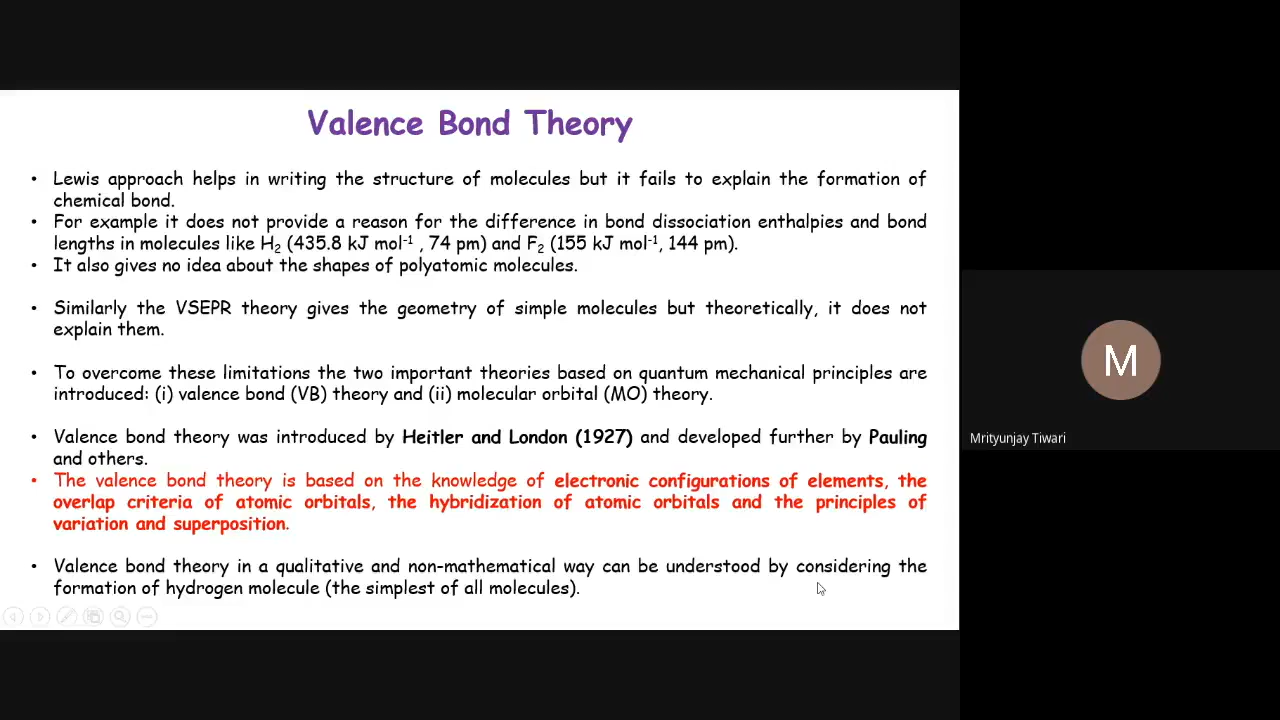 Valence Bond Theory
• Lewis approach helps in writing the structure of molecules but it fails to explain the formation of
chemical bond.
• For example it does not provide a reason for the difference in bond dissociation enthalpies and bond
lengths in molecules like H₂ (435.8 kJ mol⁻¹ , 74 pm) and F₂ (155 kJ mol⁻¹, 144 pm).
• It also gives no idea about the shapes of polyatomic molecules.
• Similarly the VSEPR theory gives the geometry of simple molecules but theoretically, it does not
explain them.
• To overcome these limitations the two important theories based on quantum mechanical principles are
introduced: (i) valence bond (VB) theory and (ii) molecular orbital (MO) theory.
• Valence bond theory was introduced by Heitler and London (1927) and developed further by Pauling
and others.
• The valence bond theory is based on the knowledge of electronic configurations of elements, the
overlap criteria of atomic orbitals, the hybridization of atomic orbitals and the principles of
variation and superposition.
• Valence bond theory in a qualitative and non-mathematical way can be understood by considering the
formation of hydrogen molecule (the simplest of all molecules).
M
Mrityunjay Tiwari